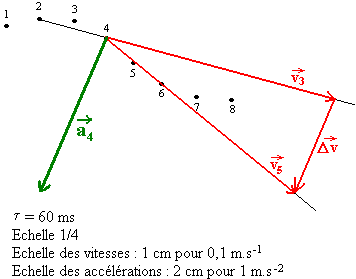 1
2
3
4
5
6
7
8
v₃
v₅
Δv
a₄
τ = 60 ms
Echelle 1/4
Echelle des vitesses : 1 cm pour 0,1 m.s⁻¹
Echelle des accélérations : 2 cm pour 1 m.s⁻²